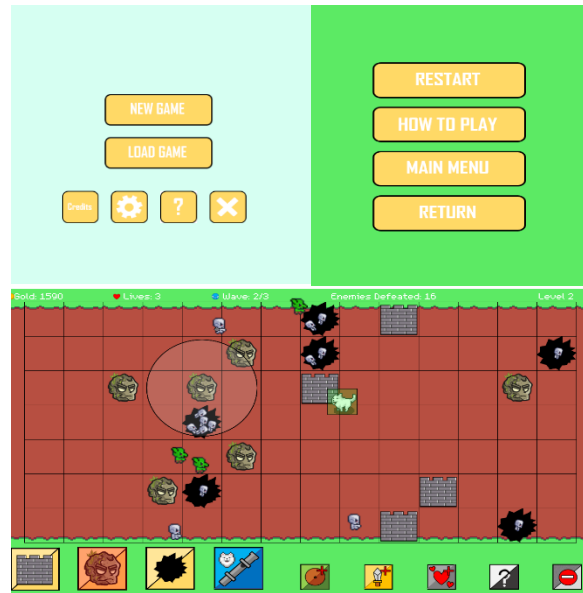 NEW GAME
LOAD GAME
Credits
?
RESTART
HOW TO PLAY
MAIN MENU
RETURN
Gold: 1590 Lives: 3 Wave: 2/3 Enemies Defeated: 16 Level 2
?